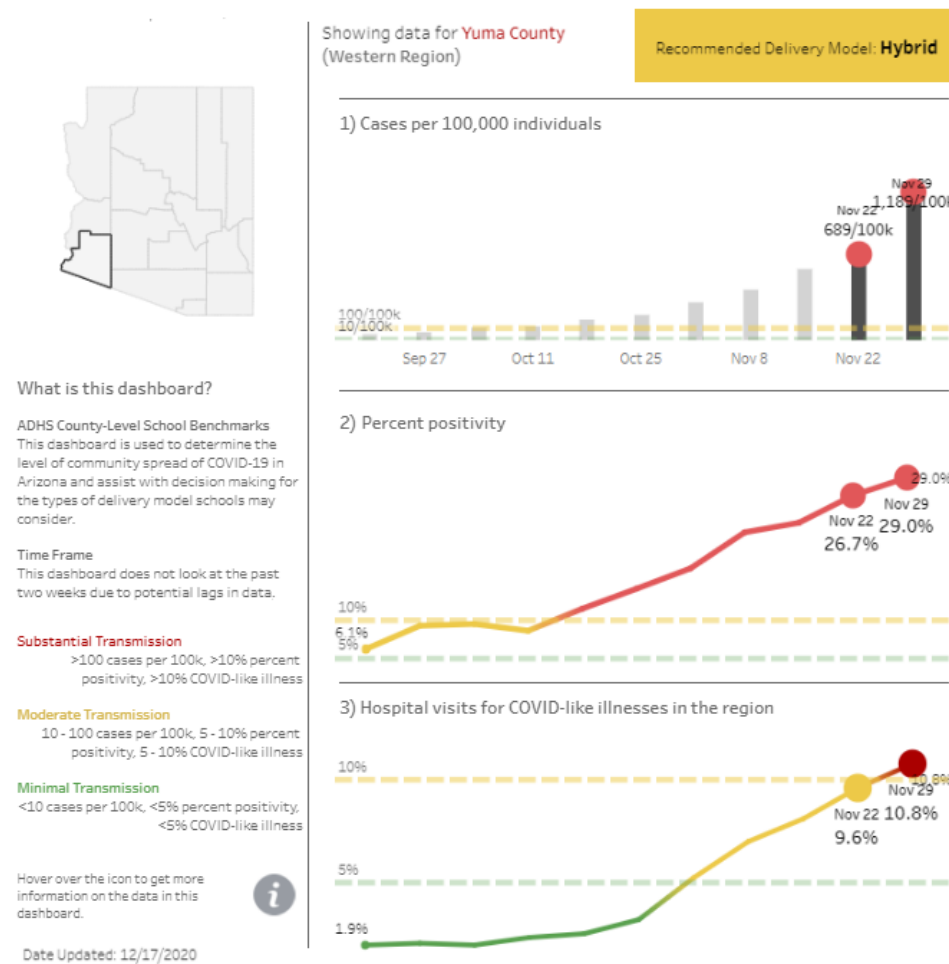 Showing data for Yuma County
(Western Region)
Recommended Delivery Model: Hybrid
1) Cases per 100,000 individuals
Nov 29
1,189/100k
Nov 22
689/100k
100/100k
10/100k
Sep 27
Oct 11
Oct 25
Nov 8
Nov 22
What is this dashboard?
ADHS County-Level School Benchmarks
This dashboard is used to determine the
level of community spread of COVID-19 in
Arizona and assist with decision making for
the types of delivery model schools may
consider.
Time Frame
This dashboard does not look at the past
two weeks due to potential lags in data.
Substantial Transmission
>100 cases per 100k, >10% percent
positivity, >10% COVID-like illness
Moderate Transmission
10 - 100 cases per 100k, 5 - 10% percent
positivity, 5 - 10% COVID-like illness
Minimal Transmission
<10 cases per 100k, <5% percent positivity,
<5% COVID-like illness
Hover over the icon to get more
information on the data in this
dashboard.
i
Date Updated: 12/17/2020
2) Percent positivity
29.0%
Nov 29
29.0%
Nov 22
26.7%
10%
6.1%
5%
3) Hospital visits for COVID-like illnesses in the region
10%
10.8%
Nov 29
10.8%
Nov 22
9.6%
5%
1.9%